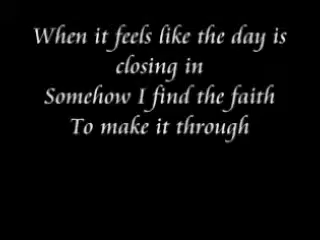 When it feels like the day is
closing in
Somehow I find the faith
To make it through